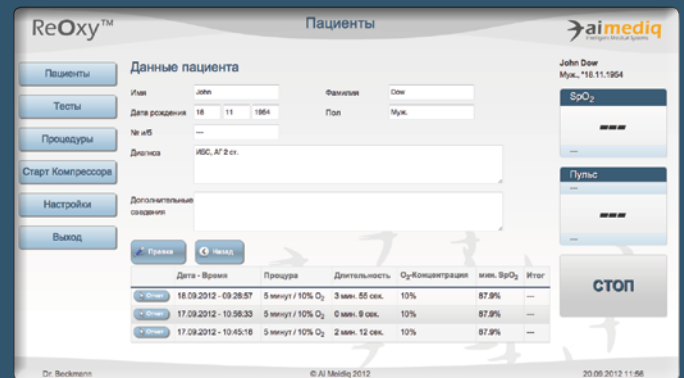 ReOxy™
Пациенты
aimediq
Intelligent Medical Systems
Пациенты
Тесты
Процедуры
Старт Компрессора
Настройки
Выход
Данные пациента
Имя John Фамилия Dow
Дата рождения 18 11 1954 Пол Муж.
№ и/б ---
Диагноз ИБС, АГ 2 ст.
Дополнительные
сведения
Правка Назад
Дата - Время Процура Длительность O₂-Концентрация мин. SpO₂ Итог
Отчет 18.09.2012 - 09:26:57 5 минут / 10% O₂ 3 мин. 55 сек. 10% 87.9% ---
Отчет 17.09.2012 - 10:56:33 5 минут / 10% O₂ 0 мин. 9 сек. 10% 87.9% ---
Отчет 17.09.2012 - 10:45:16 5 минут / 10% O₂ 2 мин. 12 сек. 10% 87.9% ---
John Dow
Муж., *18.11.1954
SpO₂
---
---
Пульс
---
---
---
СТОП
Dr. Beckmann
© Ai Meidiq 2012
20.09.2012 11:56